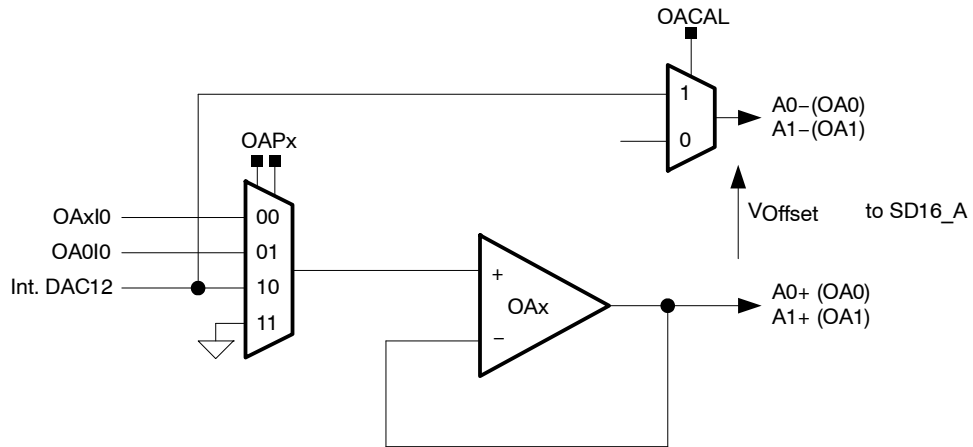 OACAL
1
A0−(OA0)
A1−(OA1)
0
OAPx
OAxI0
00
VOffset
to SD16_A
OA0I0
01
Int. DAC12
10
+
OAx
A0+ (OA0)
A1+ (OA1)
11
−